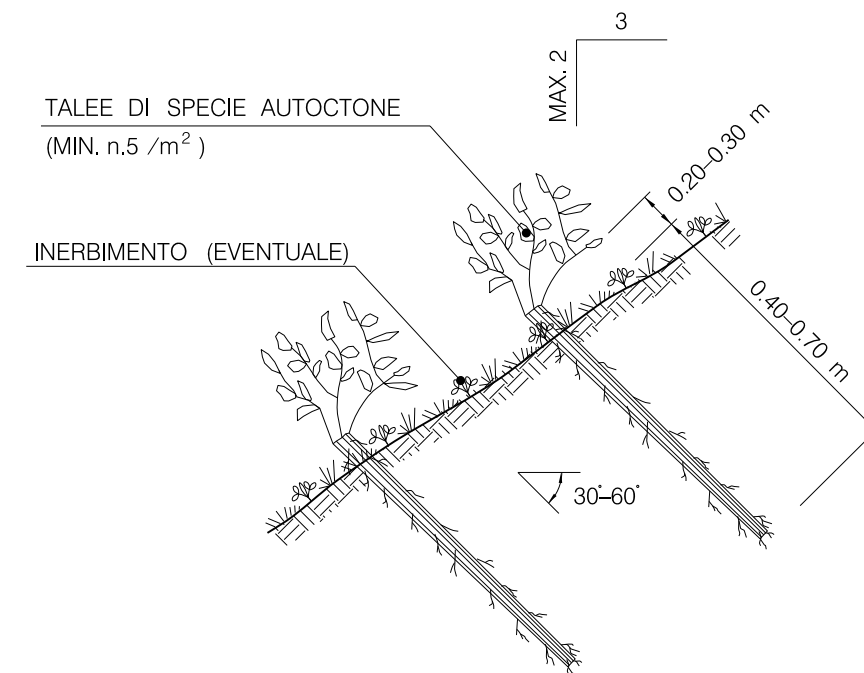 3
MAX. 2
TALEE DI SPECIE AUTOCTONE
(MIN. n.5 /m² )
0.20–0.30 m
INERBIMENTO (EVENTUALE)
0.40–0.70 m
30°–60°